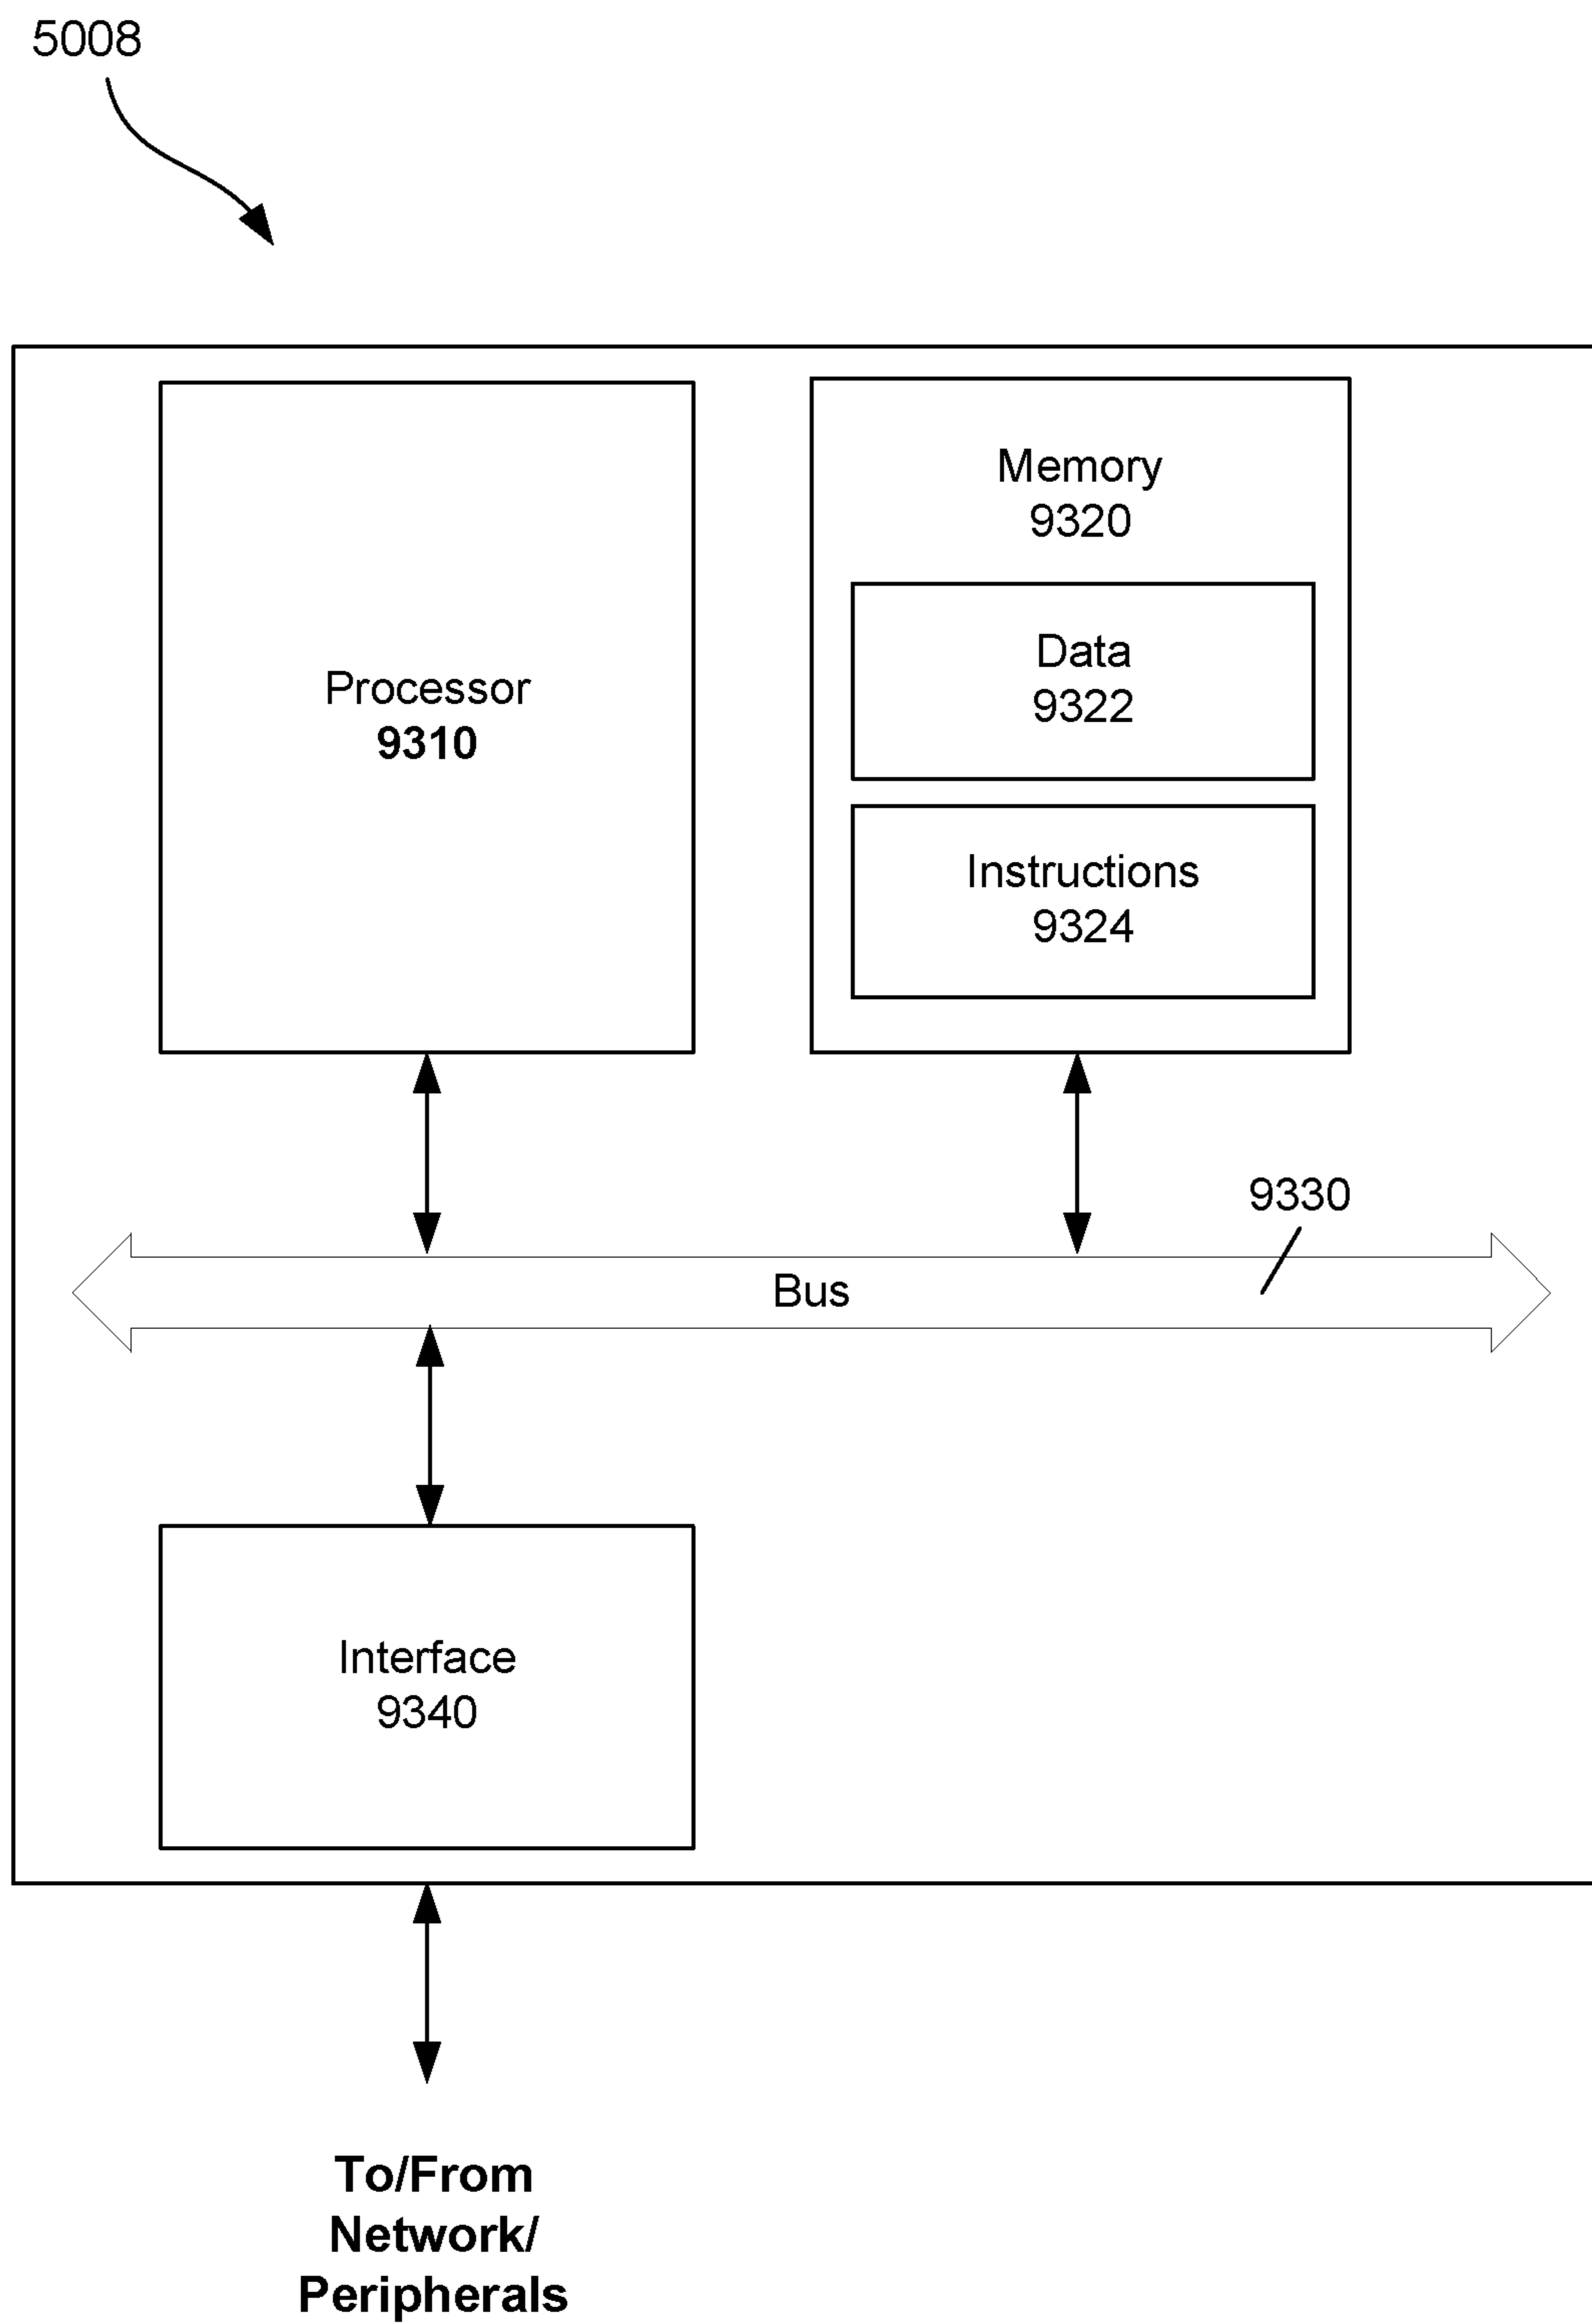 5008
Processor
9310
Memory
9320
Data
9322
Instructions
9324
9330
Bus
Interface
9340
To/From
Network/
Peripherals